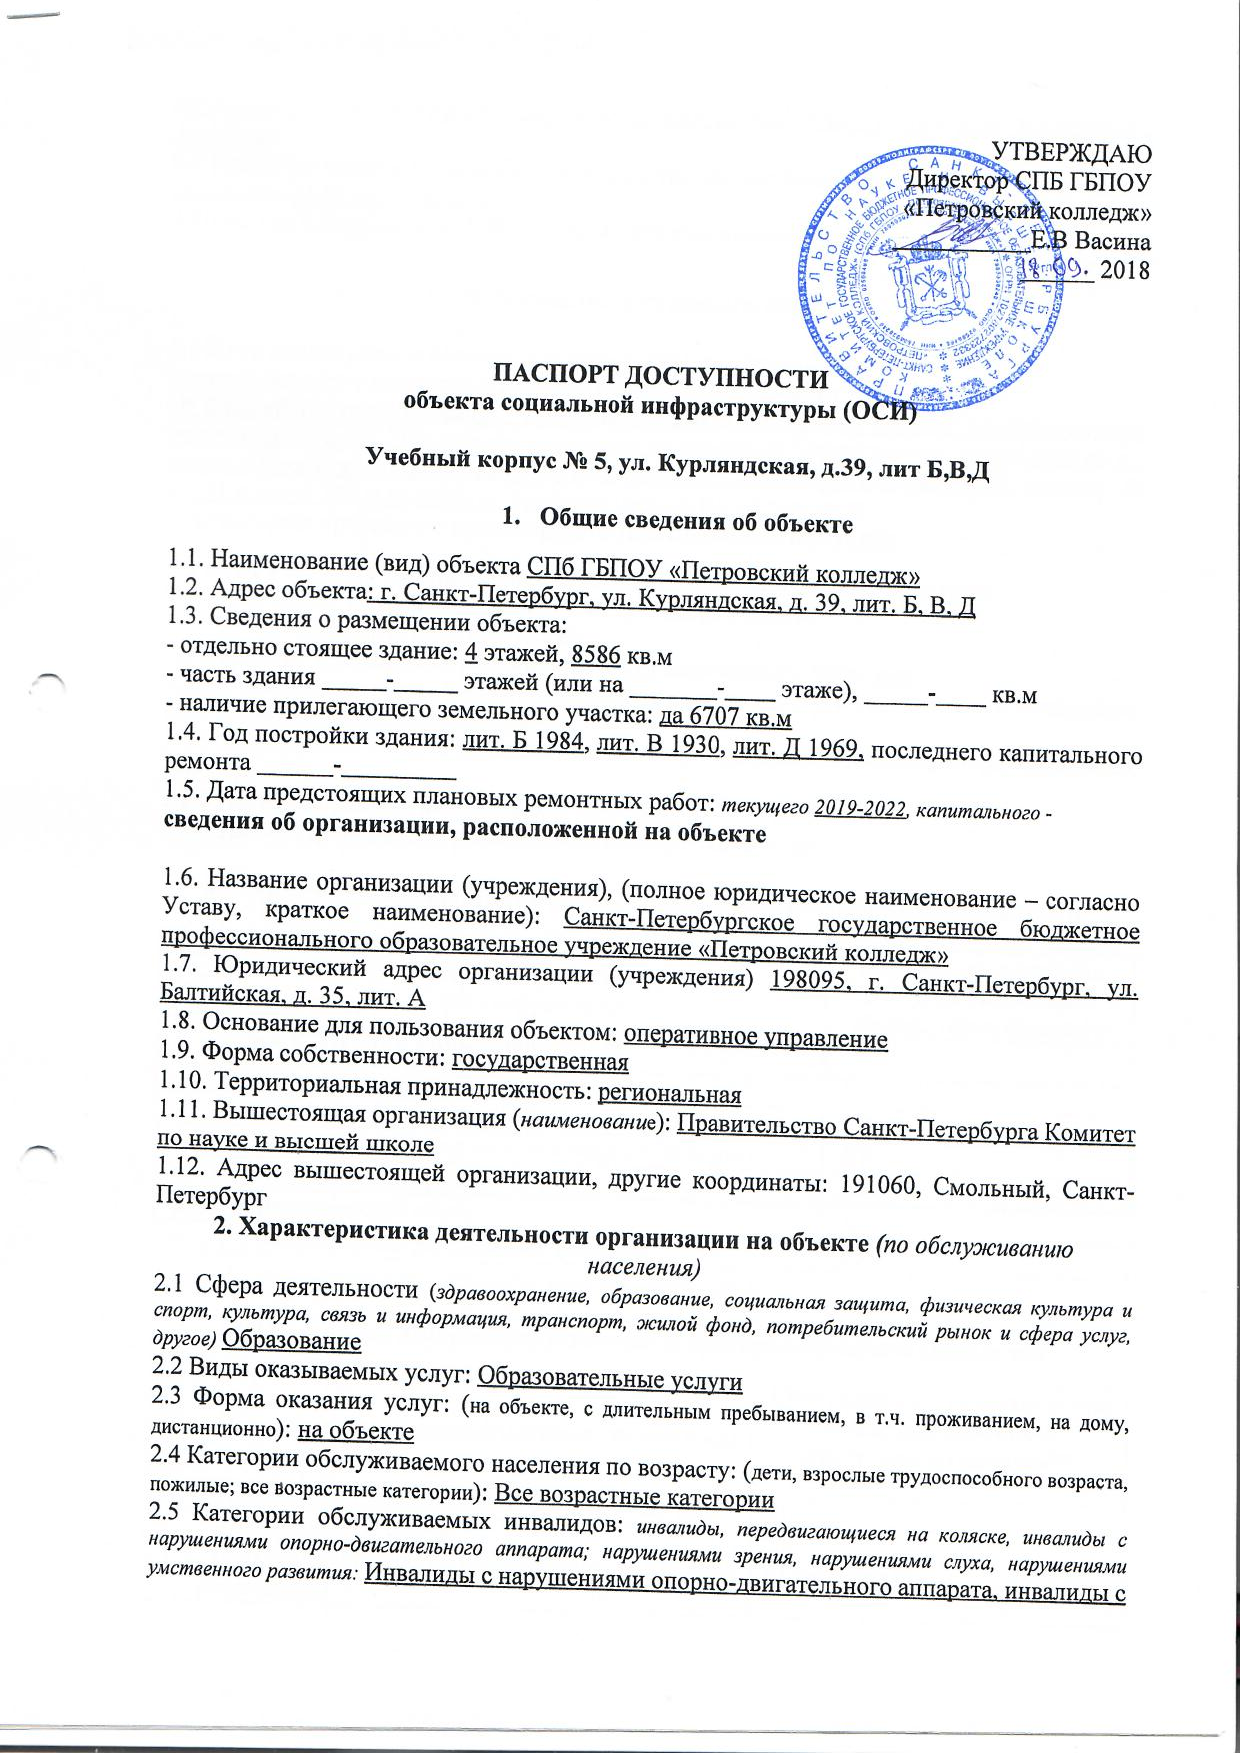 УТВЕРЖДАЮ
Директор СПБ ГБПОУ
«Петровский колледж»
___________Е.В Васина
18.09. 2018
ПАСПОРТ ДОСТУПНОСТИ
объекта социальной инфраструктуры (ОСИ)
Учебный корпус № 5, ул. Курляндская, д.39, лит Б,В,Д
1. Общие сведения об объекте
1.1. Наименование (вид) объекта СПб ГБПОУ «Петровский колледж»
1.2. Адрес объекта: г. Санкт-Петербург, ул. Курляндская, д. 39, лит. Б, В, Д
1.3. Сведения о размещении объекта:
- отдельно стоящее здание: 4 этажей, 8586 кв.м
- часть здания _____-_____ этажей (или на _______-____ этаже), _____-____ кв.м
- наличие прилегающего земельного участка: да 6707 кв.м
1.4. Год постройки здания: лит. Б 1984, лит. В 1930, лит. Д 1969, последнего капитального
ремонта ______-_________
1.5. Дата предстоящих плановых ремонтных работ: текущего 2019-2022, капитального -
сведения об организации, расположенной на объекте
1.6. Название организации (учреждения), (полное юридическое наименование – согласно
Уставу, краткое наименование): Санкт-Петербургское государственное бюджетное
профессионального образовательное учреждение «Петровский колледж»
1.7. Юридический адрес организации (учреждения) 198095, г. Санкт-Петербург, ул.
Балтийская, д. 35, лит. А
1.8. Основание для пользования объектом: оперативное управление
1.9. Форма собственности: государственная
1.10. Территориальная принадлежность: региональная
1.11. Вышестоящая организация (наименование): Правительство Санкт-Петербурга Комитет
по науке и высшей школе
1.12. Адрес вышестоящей организации, другие координаты: 191060, Смольный, Санкт-
Петербург
2. Характеристика деятельности организации на объекте (по обслуживанию
населения)
2.1 Сфера деятельности (здравоохранение, образование, социальная защита, физическая культура и
спорт, культура, связь и информация, транспорт, жилой фонд, потребительский рынок и сфера услуг,
другое) Образование
2.2 Виды оказываемых услуг: Образовательные услуги
2.3 Форма оказания услуг: (на объекте, с длительным пребыванием, в т.ч. проживанием, на дому,
дистанционно): на объекте
2.4 Категории обслуживаемого населения по возрасту: (дети, взрослые трудоспособного возраста,
пожилые; все возрастные категории): Все возрастные категории
2.5 Категории обслуживаемых инвалидов: инвалиды, передвигающиеся на коляске, инвалиды с
нарушениями опорно-двигательного аппарата; нарушениями зрения, нарушениями слуха, нарушениями
умственного развития: Инвалиды с нарушениями опорно-двигательного аппарата, инвалиды с